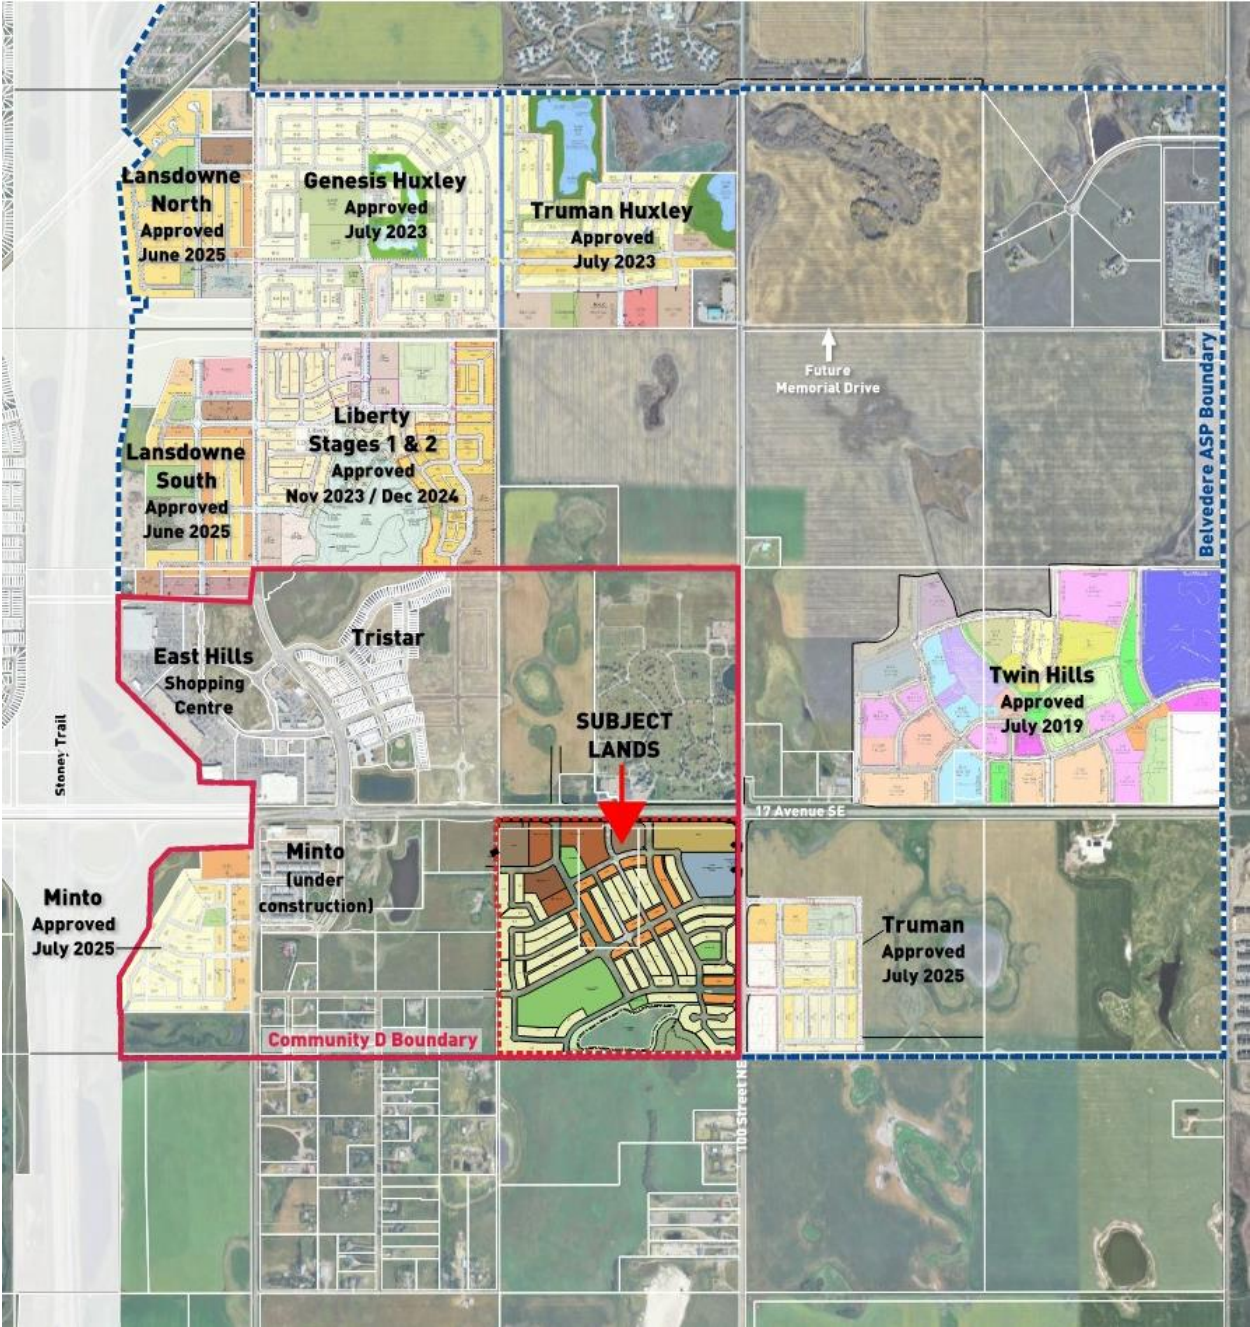 Lansdowne
North
Approved
June 2025
Genesis Huxley
Approved
July 2023
Truman Huxley
Approved
July 2023
Future
Memorial Drive
Belvedere ASP Boundary
Lansdowne
South
Approved
June 2025
Liberty
Stages 1 & 2
Approved
Nov 2023 / Dec 2024
East Hills
Shopping
Centre
Tristar
SUBJECT
LANDS
Twin Hills
Approved
July 2019
Stoney Trail
17 Avenue SE
Minto
Approved
July 2025
Minto
(under
construction)
Truman
Approved
July 2025
Community D Boundary
100 Street NE